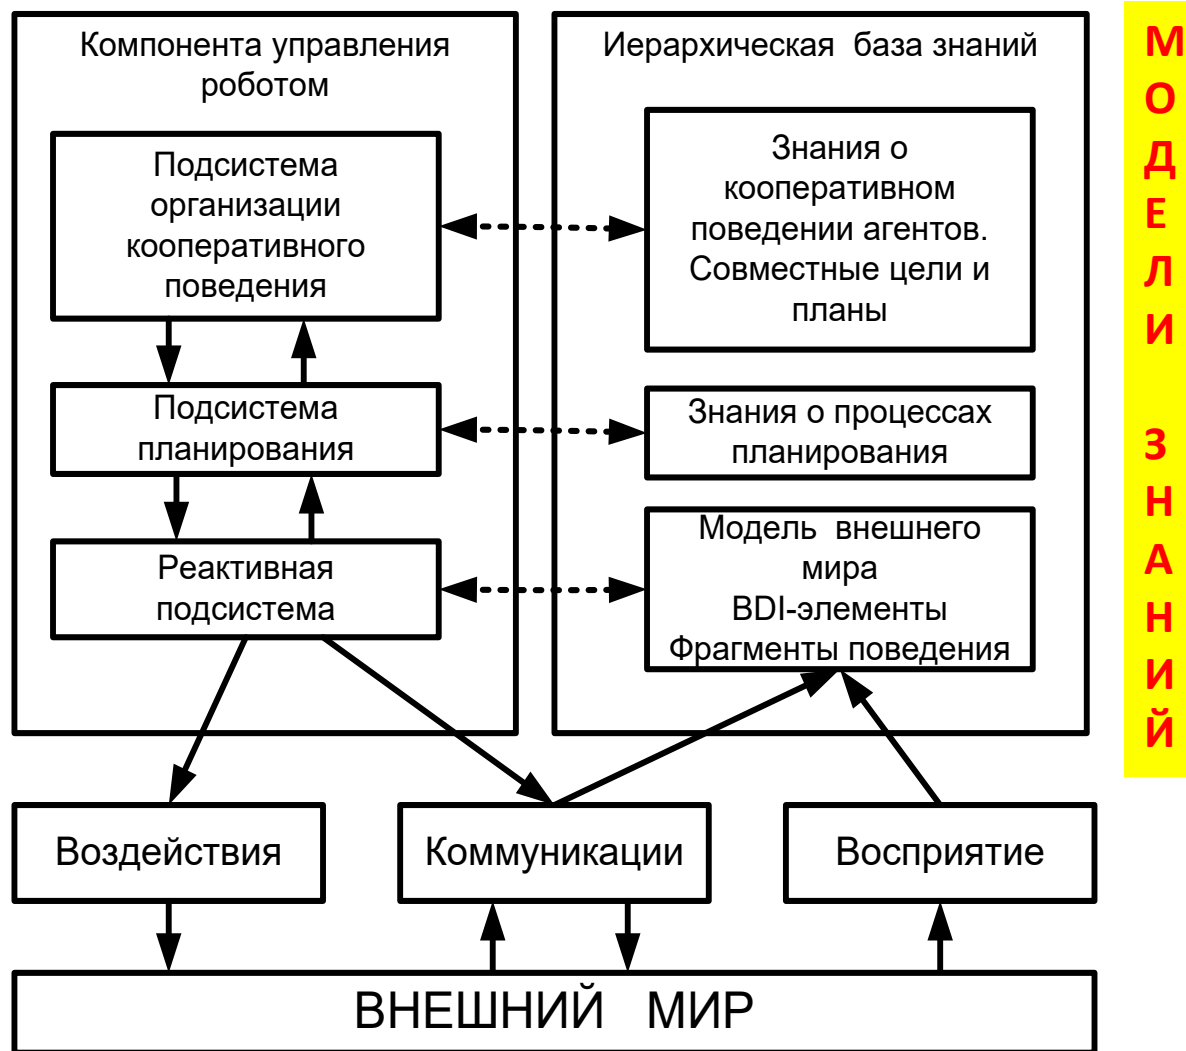 Компонента управления
роботом
Подсистема
организации
кооперативного
поведения
Подсистема
планирования
Реактивная
подсистема
Иерархическая база знаний
Знания о
кооперативном
поведении агентов.
Совместные цели и
планы
Знания о процессах
планирования
Модель внешнего
мира
BDI-элементы
Фрагменты поведения
Воздействия
Коммуникации
Восприятие
ВНЕШНИЙ МИР
М
О
Д
Е
Л
И
З
Н
А
Н
И
Й